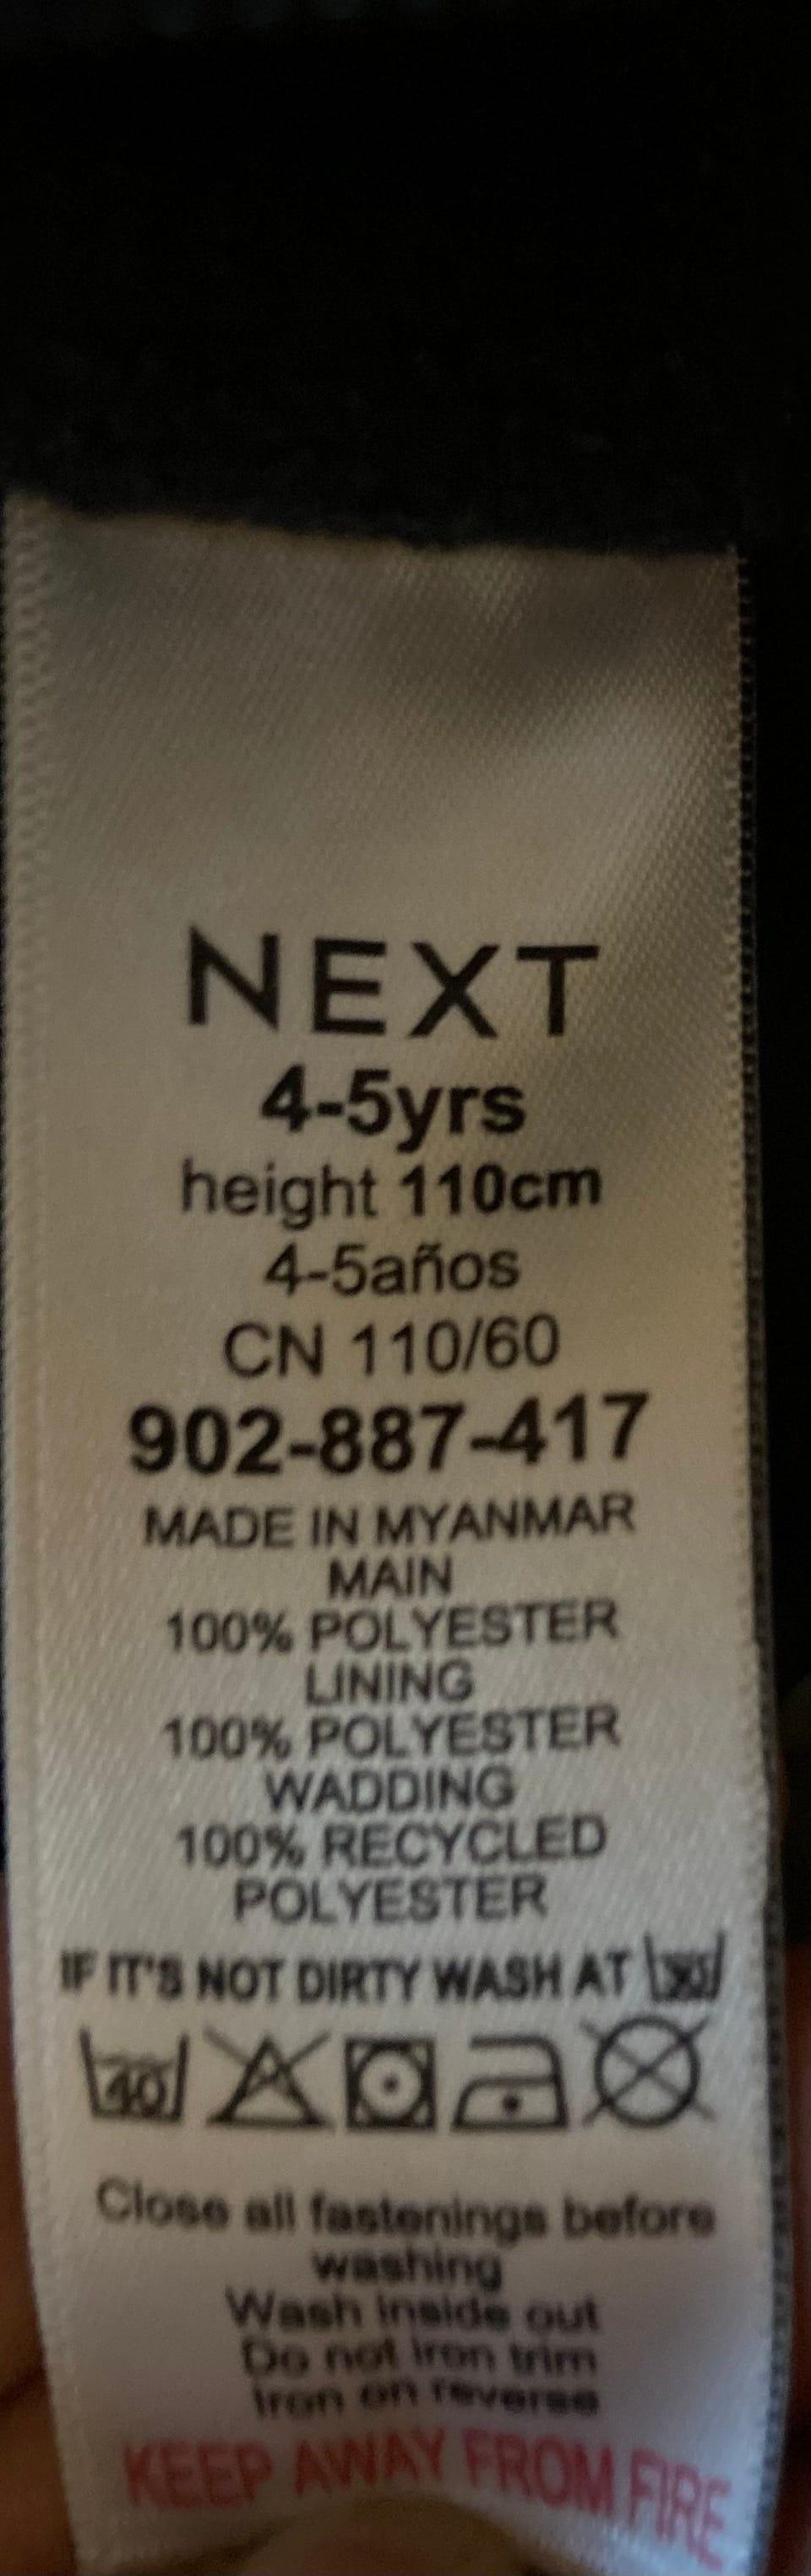 NEXT
4-5yrs
height 110cm
4-5años
CN 110/60
902-887-417
MADE IN MYANMAR
MAIN
100% POLYESTER
LINING
100% POLYESTER
WADDING
100% RECYCLED
POLYESTER
IF IT'S NOT DIRTY WASH AT 30
40
Close all fastenings before
washing
Wash inside out
Do not iron trim
Iron on reverse
KEEP AWAY FROM FIRE